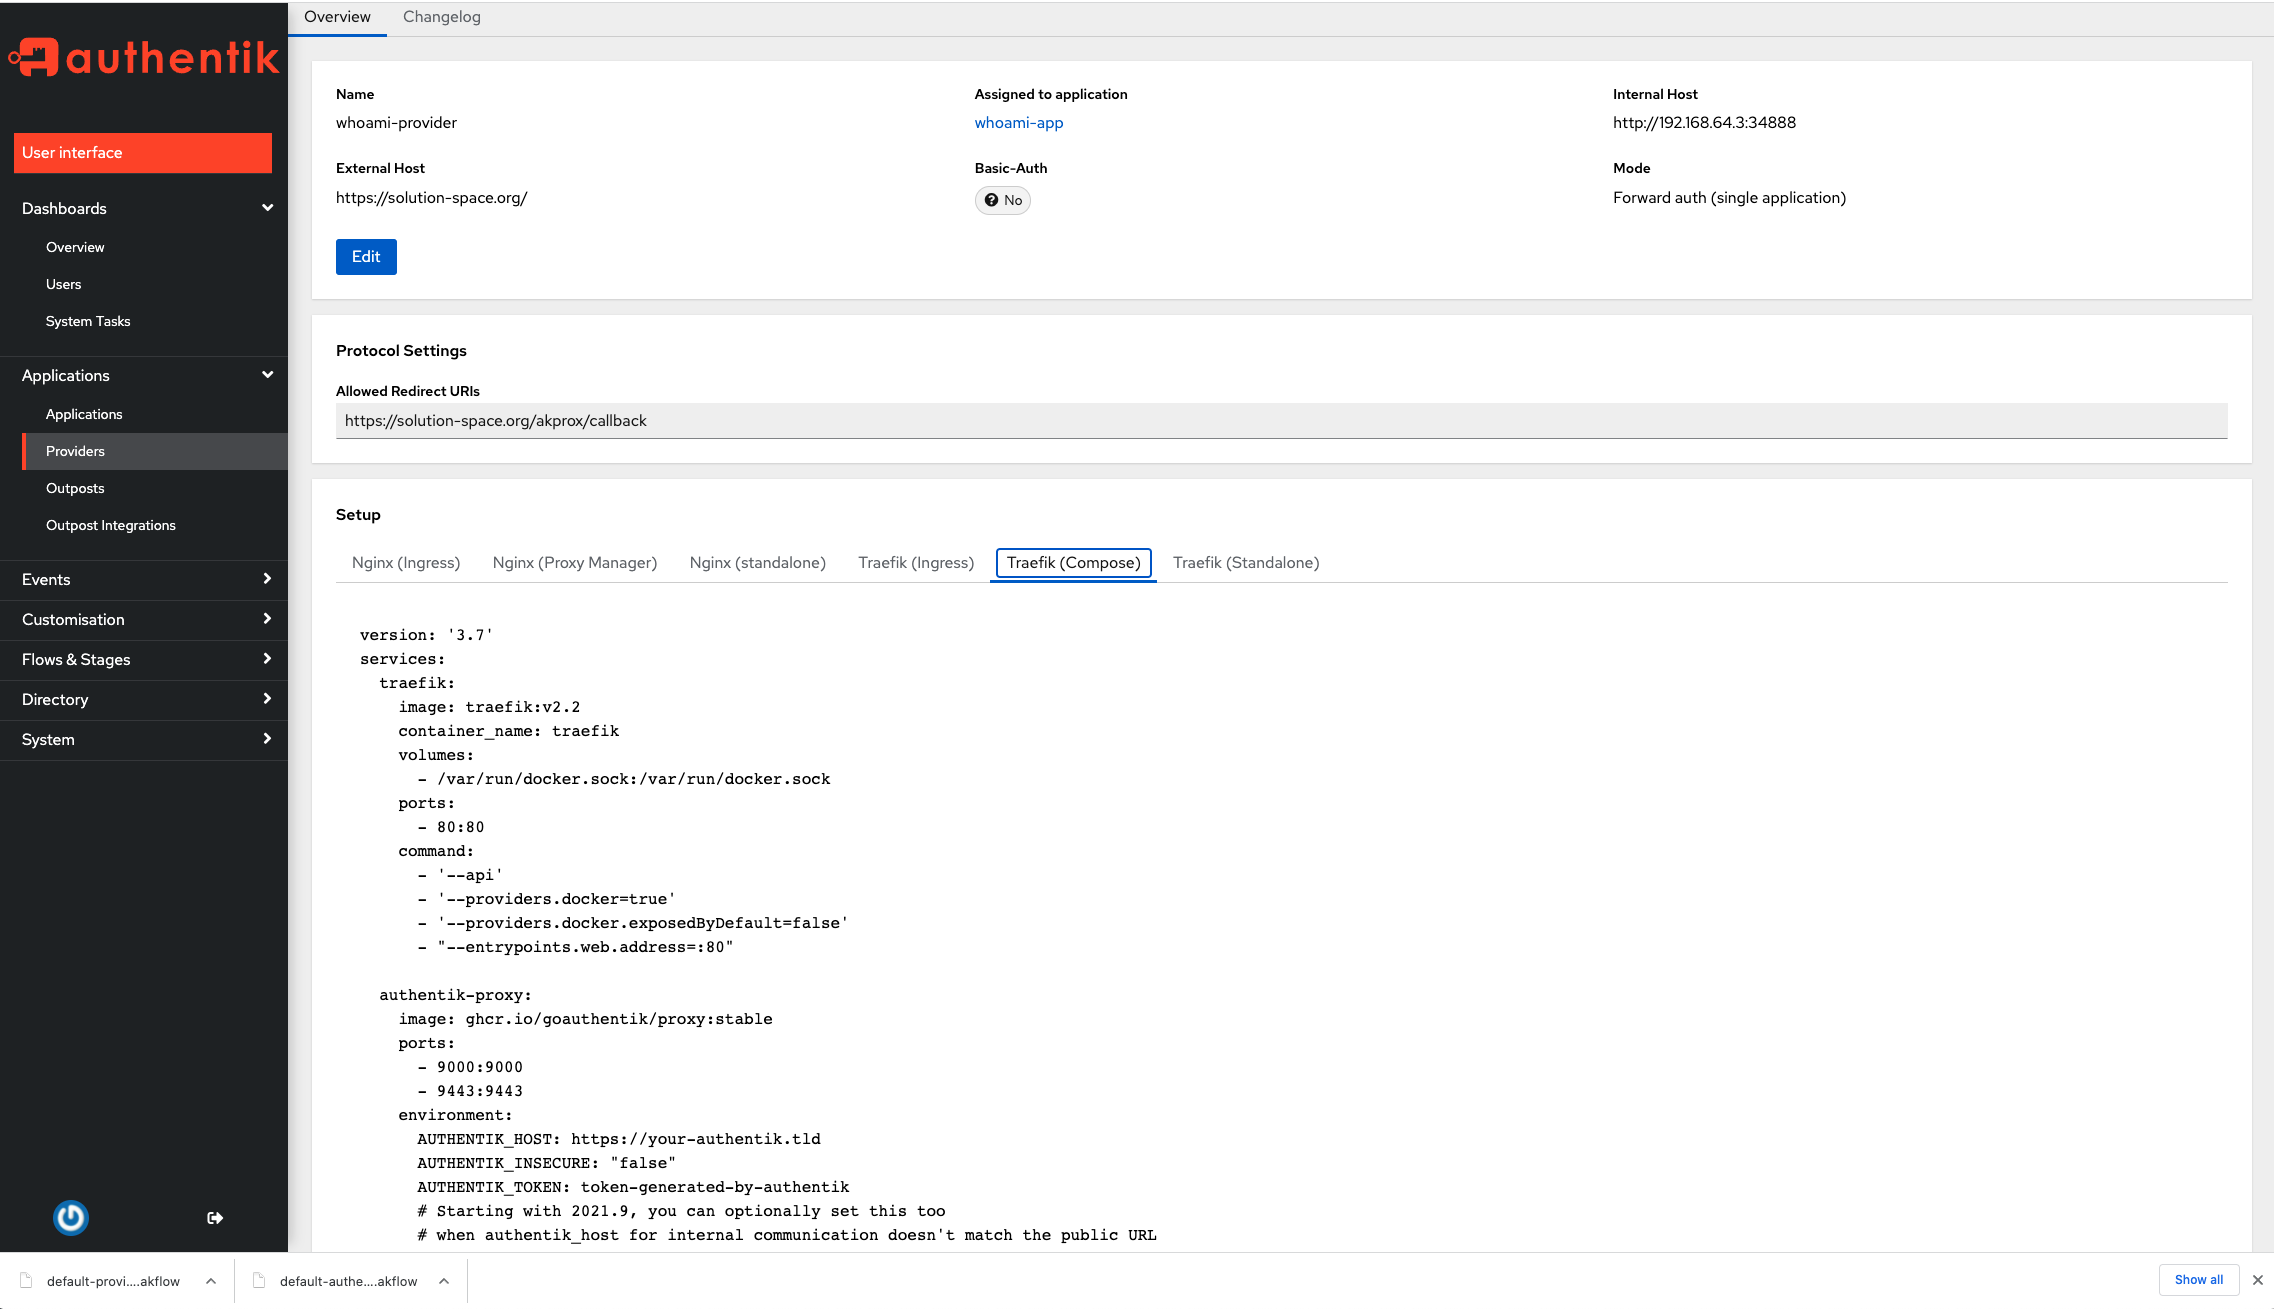 authentik
User interface
Dashboards
Overview
Users
System Tasks
Applications
Applications
Providers
Outposts
Outpost Integrations
Events
Customisation
Flows & Stages
Directory
System
Overview
Changelog
Name
whoami-provider
Assigned to application
whoami-app
Internal Host
http://192.168.64.3:34888
External Host
https://solution-space.org/
Basic-Auth
No
Mode
Forward auth (single application)
Edit
Protocol Settings
Allowed Redirect URIs
https://solution-space.org/akprox/callback
Setup
Nginx (Ingress)
Nginx (Proxy Manager)
Nginx (standalone)
Traefik (Ingress)
Traefik (Compose)
Traefik (Standalone)
version: '3.7'
services:
  traefik:
    image: traefik:v2.2
    container_name: traefik
    volumes:
      - /var/run/docker.sock:/var/run/docker.sock
    ports:
      - 80:80
    command:
      - '--api'
      - '--providers.docker=true'
      - '--providers.docker.exposedByDefault=false'
      - "--entrypoints.web.address=:80"
  authentik-proxy:
    image: ghcr.io/goauthentik/proxy:stable
    ports:
      - 9000:9000
      - 9443:9443
    environment:
      AUTHENTIK_HOST: https://your-authentik.tld
      AUTHENTIK_INSECURE: "false"
      AUTHENTIK_TOKEN: token-generated-by-authentik
      # Starting with 2021.9, you can optionally set this too
      # when authentik_host for internal communication doesn't match the public URL
default-provi....akflow
default-authe....akflow
Show all